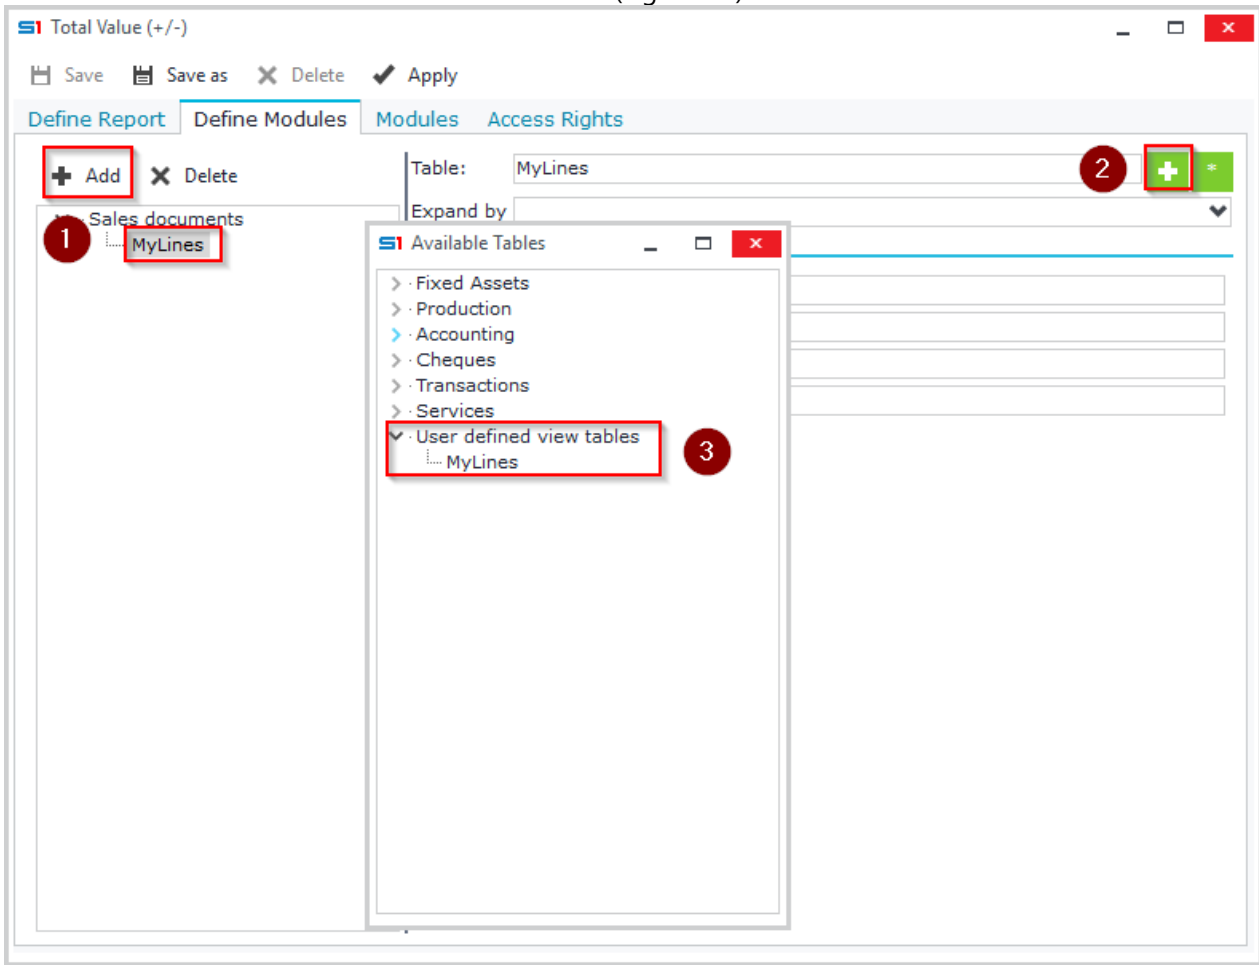 S1 Total Value (+/-)
Save Save as Delete Apply
Define Report Define Modules Modules Access Rights
Add Delete
Table: MyLines
2
*
Sales documents
Expand by
1
MyLines
S1 Available Tables
Fixed Assets
Production
Accounting
Cheques
Transactions
Services
User defined view tables
MyLines
3